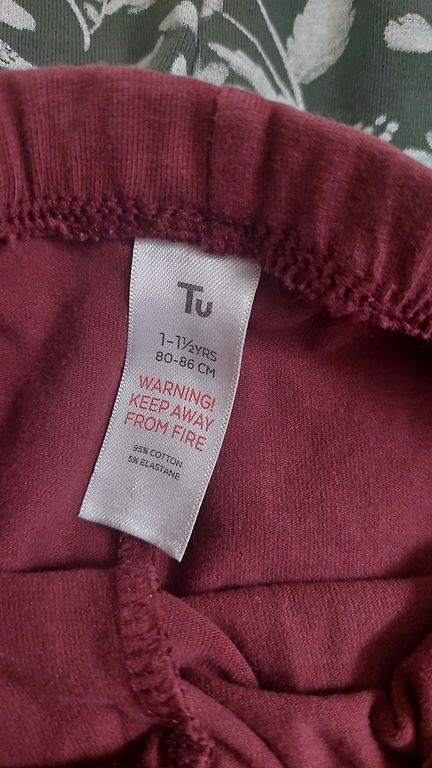 Tu
1-1½YRS
80-86 CM
WARNING!
KEEP AWAY
FROM FIRE
95% COTTON
5% ELASTANE